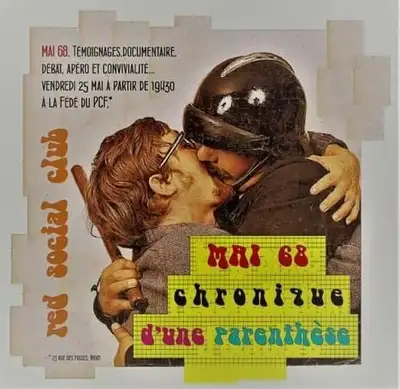 MAI 68. TÉMOIGNAGES, DOCUMENTAIRE,
DÉBAT, APÉRO ET CONVIVIALITÉ...
VENDREDI 25 MAI À PARTIR DE 19H30
À LA FÉDÉ DU PCF.*
red social club
MAI 68
chronique
d'une parenthèse